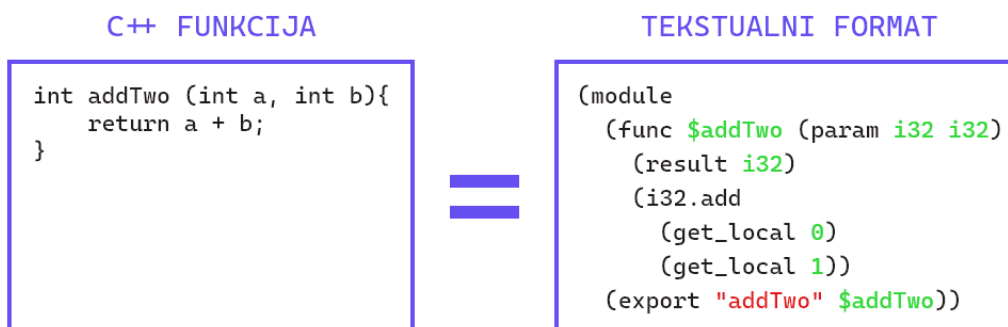 C++ FUNKCIJA
int addTwo (int a, int b){
    return a + b;
}
TEKSTUALNI FORMAT
(module
  (func $addTwo (param i32 i32)
    (result i32)
    (i32.add
      (get_local 0)
      (get_local 1))
  (export "addTwo" $addTwo))